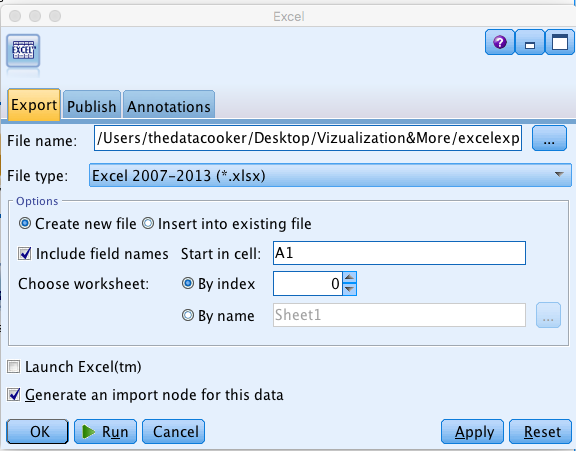 Excel
EXCEL
?
Export Publish Annotations
File name: /Users/thedatacooker/Desktop/Vizualization&More/excelexp ...
File type: Excel 2007-2013 (*.xlsx)
Options
Create new file Insert into existing file
Include field names Start in cell: A1
Choose worksheet: By index 0
By name Sheet1 ...
Launch Excel(tm)
Generate an import node for this data
OK Run Cancel Apply Reset